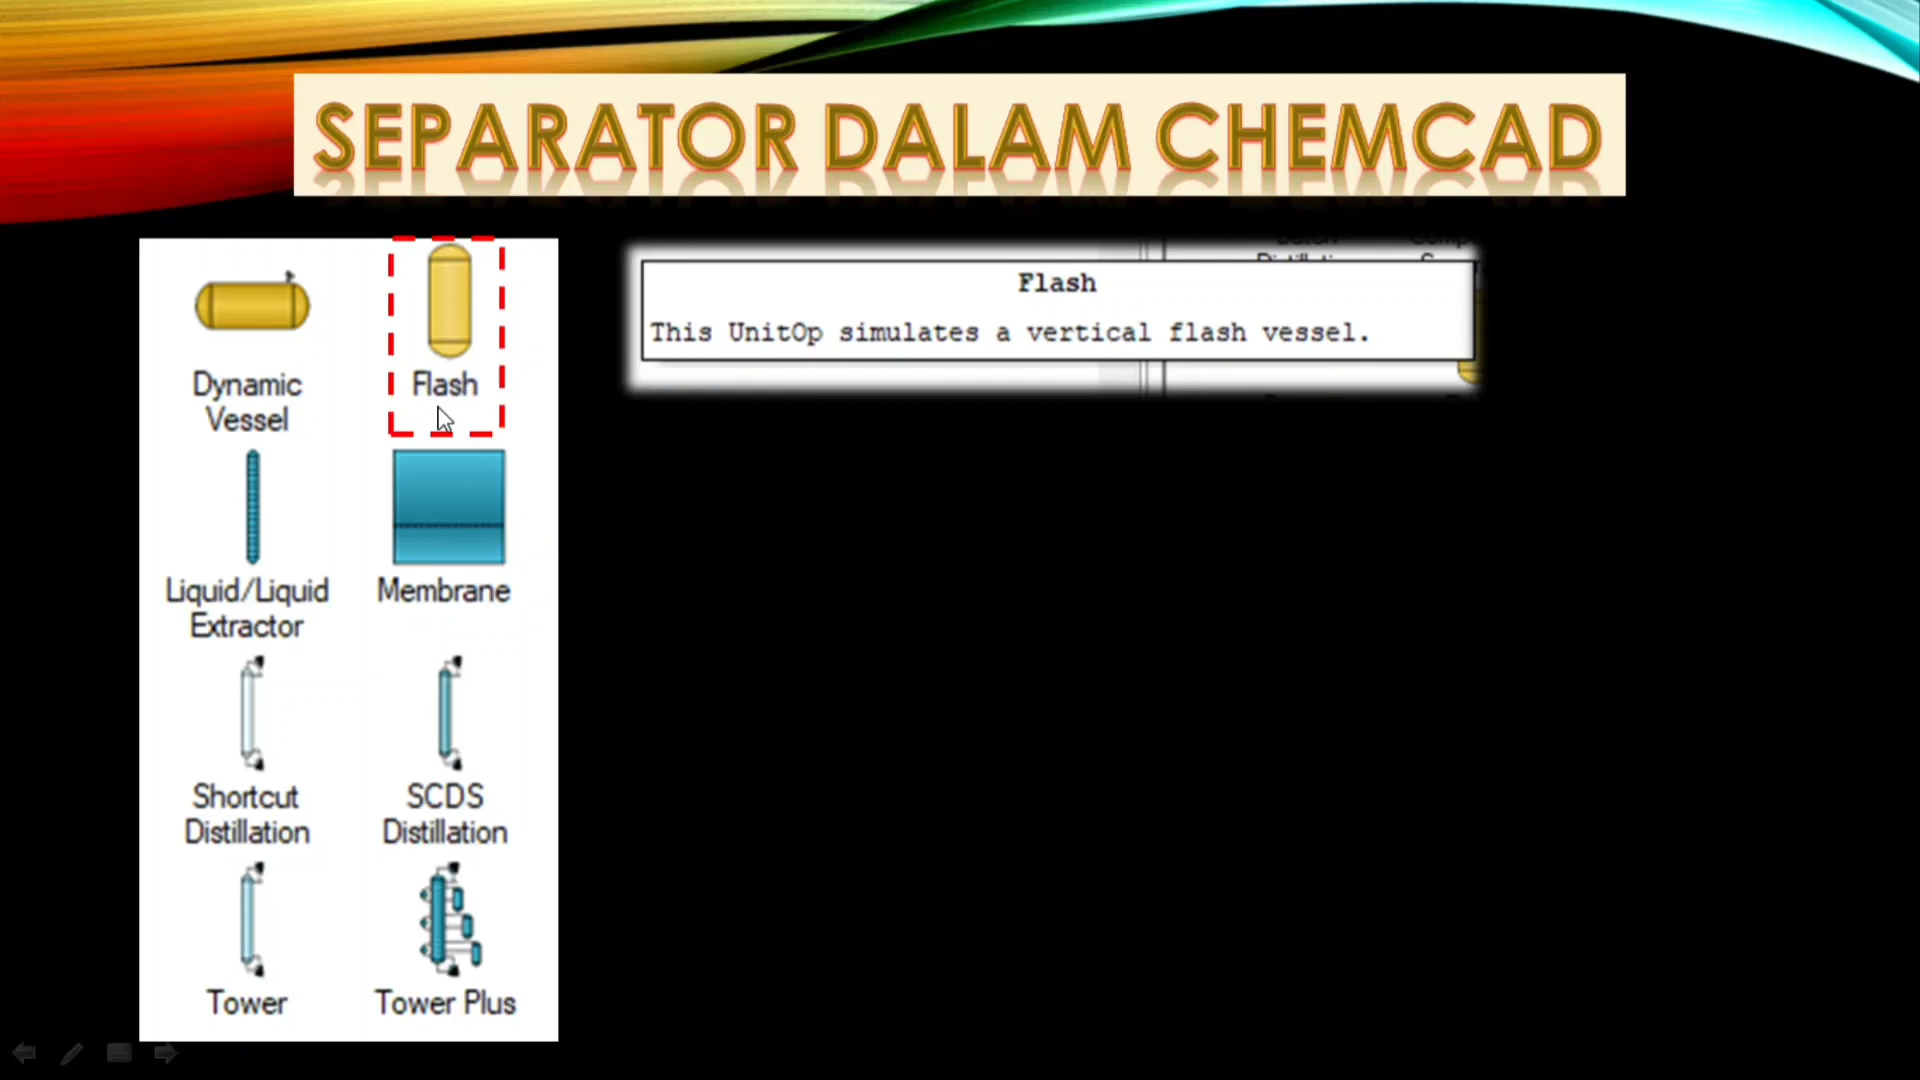 SEPARATOR DALAM CHEMCAD
Dynamic
Vessel
Flash
Liquid/Liquid
Extractor
Membrane
Shortcut
Distillation
SCDS
Distillation
Tower
Tower Plus
Flash
This UnitOp simulates a vertical flash vessel.